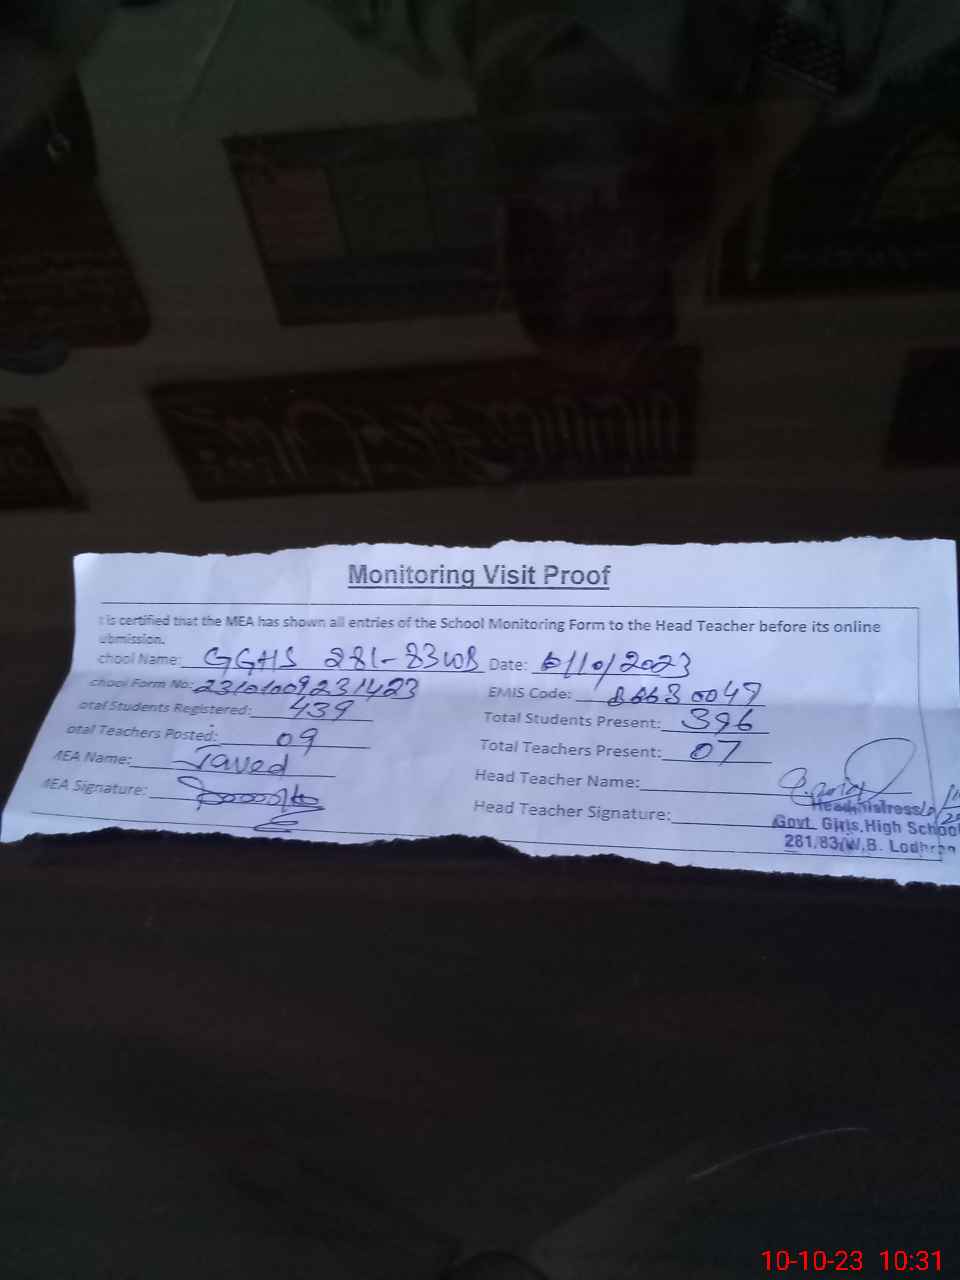 Monitoring Visit Proof
t is certified that the MEA has shown all entries of the School Monitoring Form to the Head Teacher before its online
ubmission.
chool Name: GGHS 281-83WB Date: /10/2023
chool Form No: 23101009231423 EMIS Code:
otal Students Registered: 439 Total Students Present: 396
otal Teachers Posted: 09 Total Teachers Present: 07
MEA Name: Javed Head Teacher Name:
MEA Signature: Head Teacher Signature:
Headmistress
Govt. Girls.High School
281/83/W.B. Lodhran
10-10-23 10:31